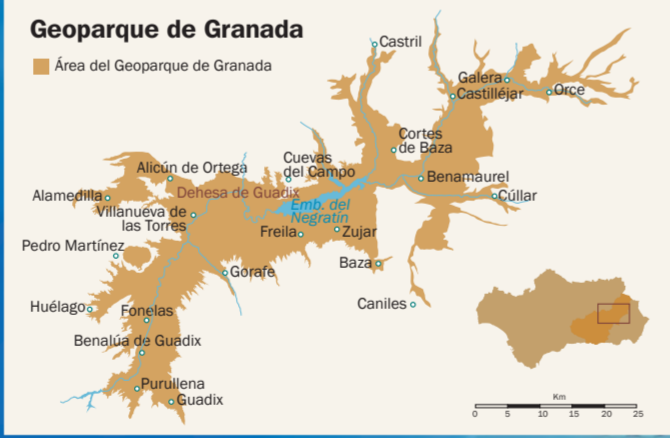 Geoparque de Granada
Área del Geoparque de Granada
Castril
Galera
Castilléjar
Orce
Cortes
de Baza
Cuevas
del Campo
Alicún de Ortega
Benamaurel
Dehesa de Guadix
Alamedilla
Cúllar
Villanueva de
las Torres
Emb. del
Negratín
Freila
Zujar
Pedro Martínez
Baza
Gorafe
Caniles
Huélago
Fonelas
Benalúa de Guadix
Purullena
Guadix
Km
0 5 10 15 20 25